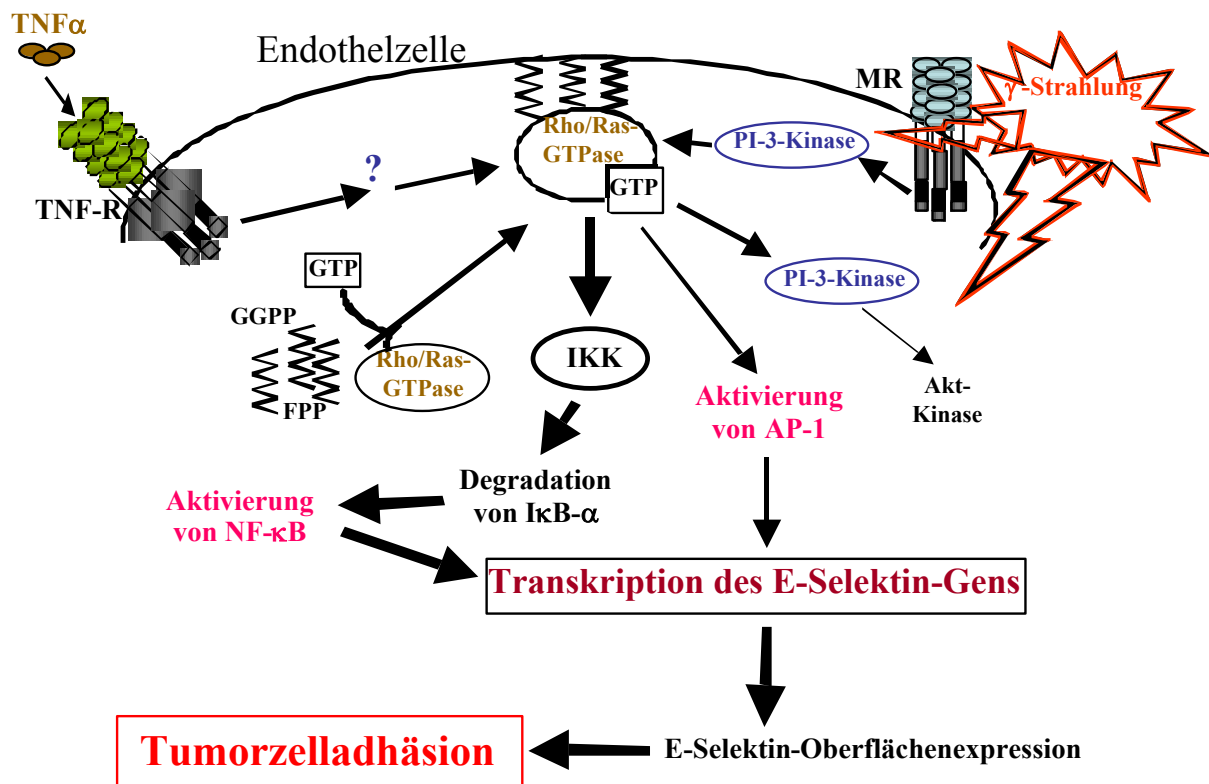 TNFα
Endothelzelle
MR
γ-Strahlung
Rho/Ras-
GTPase
PI-3-Kinase
?
GTP
TNF-R
GTP
PI-3-Kinase
GGPP
IKK
Rho/Ras-
GTPase
FPP
Akt-
Kinase
Aktivierung
von AP-1
Degradation
von IκB-α
Aktivierung
von NF-κB
Transkription des E-Selektin-Gens
E-Selektin-Oberflächenexpression
Tumorzelladhäsion